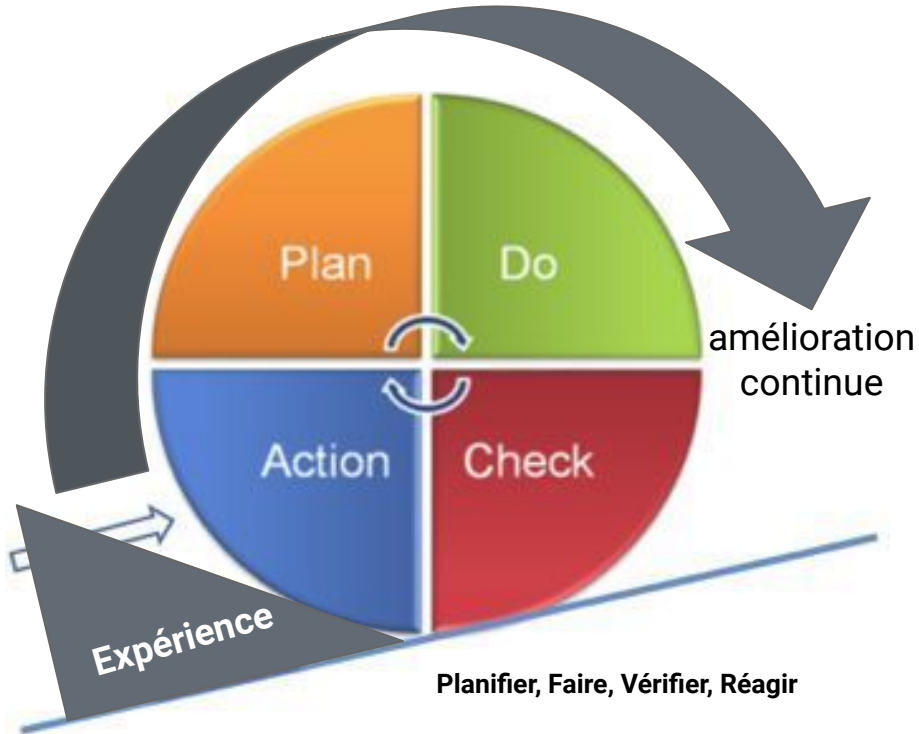 Plan
Do
Action
Check
amélioration
continue
Expérience
Planifier, Faire, Vérifier, Réagir